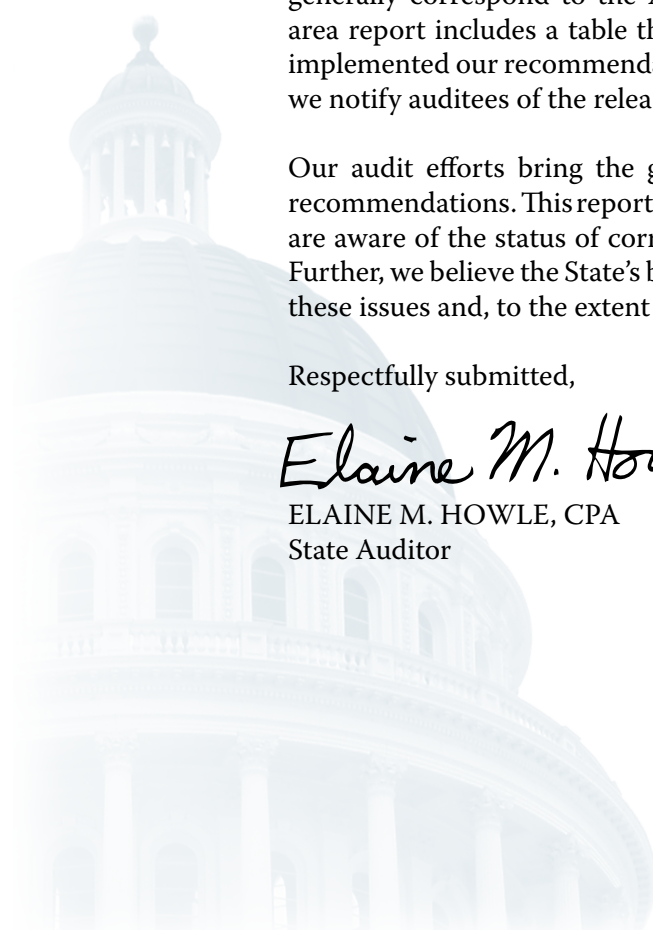 generally correspond to the
area report includes a table th
implemented our recommenda
we notify auditees of the relea
Our audit efforts bring the g
recommendations. This report
are aware of the status of corr
Further, we believe the State’s b
these issues and, to the extent
Respectfully submitted,
Elaine M. How
ELAINE M. HOWLE, CPA
State Auditor